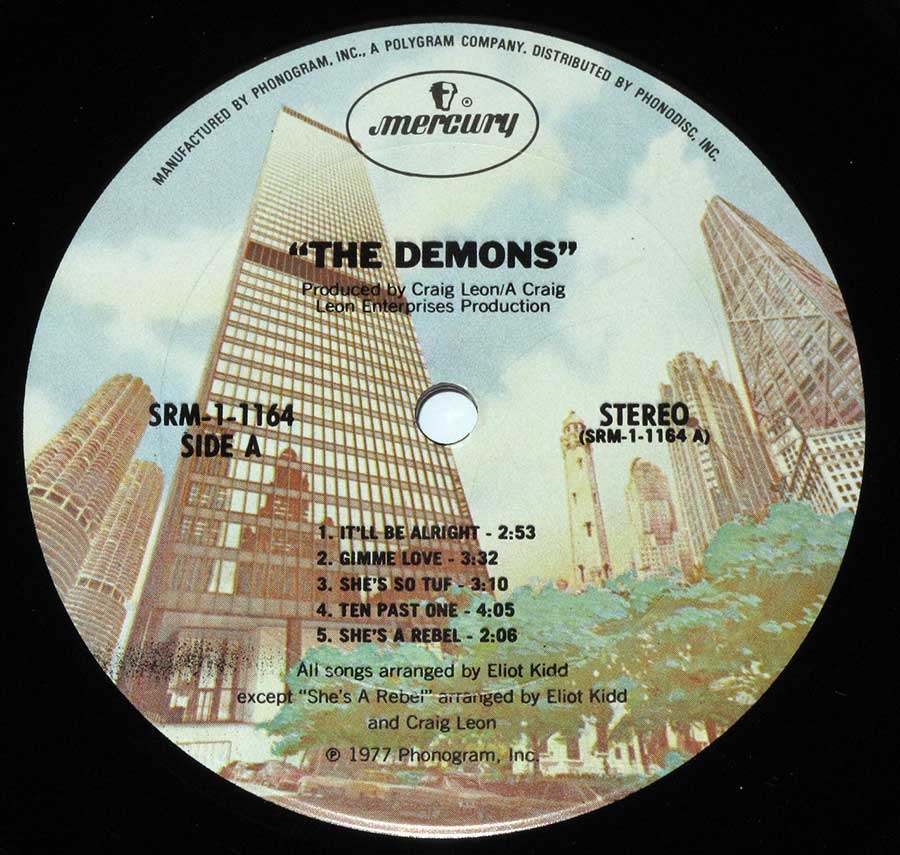 MANUFACTURED BY PHONOGRAM, INC., A POLYGRAM COMPANY. DISTRIBUTED BY PHONODISC, INC.
mercury ®
“THE DEMONS”
Produced by Craig Leon/A Craig
Leon Enterprises Production
SRM-1-1164
SIDE A
STEREO
(SRM-1-1164 A)
1. IT'LL BE ALRIGHT - 2:53
2. GIMME LOVE - 3:32
3. SHE'S SO TUF - 3:10
4. TEN PAST ONE - 4:05
5. SHE'S A REBEL - 2:06
All songs arranged by Eliot Kidd
except “She's A Rebel” arranged by Eliot Kidd
and Craig Leon
℗ 1977 Phonogram, Inc.